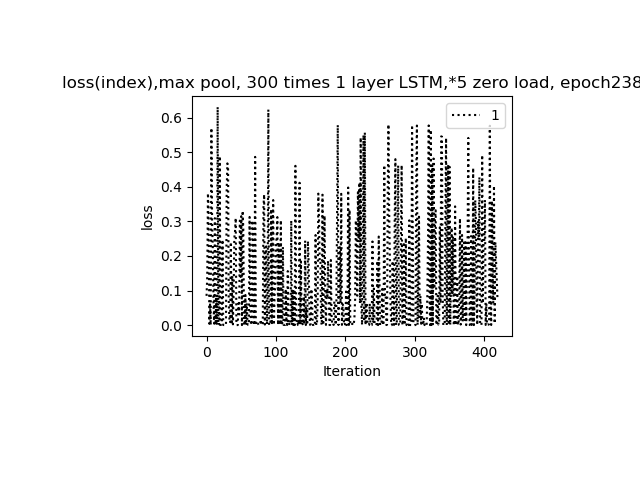 loss(index),max pool, 300 times 1 layer LSTM,*5 zero load, epoch238
1
loss
0.6
0.5
0.4
0.3
0.2
0.1
0.0
0 100 200 300 400
Iteration